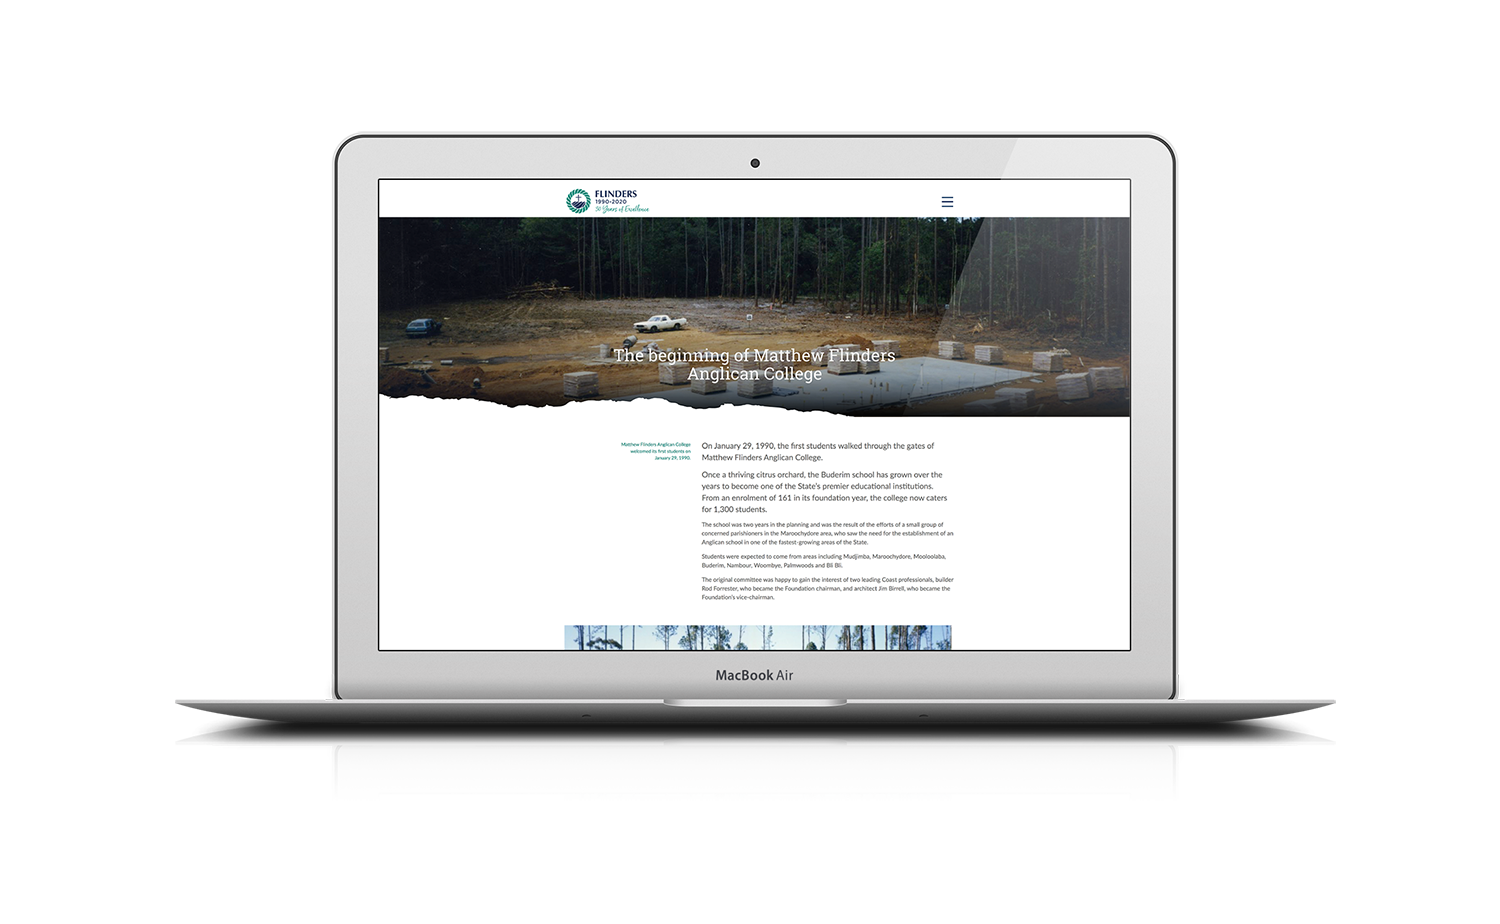 FLINDERS
1990-2020
30 Years of Excellence
The beginning of Matthew Flinders
Anglican College
Matthew Flinders Anglican College
welcomed its first students on
January 29, 1990.
On January 29, 1990, the first students walked through the gates of
Matthew Flinders Anglican College.
Once a thriving citrus orchard, the Buderim school has grown over the
years to become one of the State's premier educational institutions.
From an enrolment of 161 in its foundation year, the college now caters
for 1,300 students.
The school was two years in the planning and was the result of the efforts of a small group of
concerned parishioners in the Maroochydore area, who saw the need for the establishment of an
Anglican school in one of the fastest-growing areas of the State.
Students were expected to come from areas including Mudjimba, Maroochydore, Mooloolaba,
Buderim, Nambour, Woombye, Palmwoods and Bli Bli.
The original committee was happy to gain the interest of two leading Coast professionals, builder
Rod Forrester, who became the Foundation chairman, and architect Jim Birrell, who became the
Foundation's vice-chairman.
MacBook Air